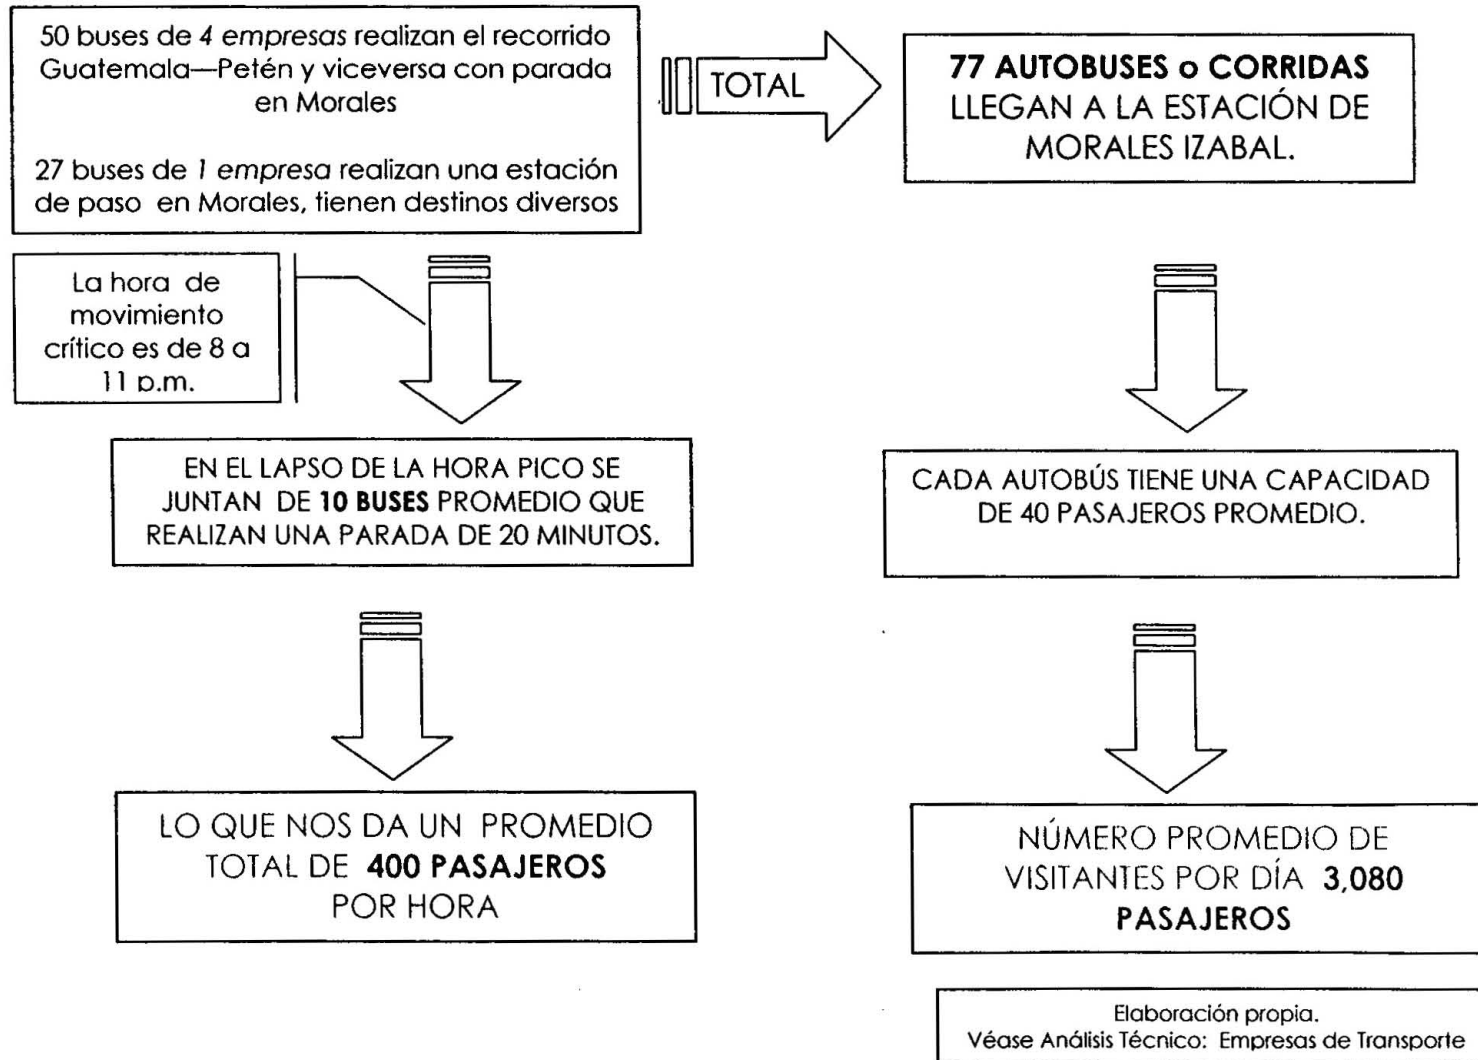 50 buses de 4 empresas realizan el recorrido
Guatemala—Petén y viceversa con parada
en Morales
27 buses de 1 empresa realizan una estación
de paso en Morales, tienen destinos diversos
TOTAL
77 AUTOBUSES o CORRIDAS
LLEGAN A LA ESTACIÓN DE
MORALES IZABAL.
La hora de
movimiento
crítico es de 8 a
11 p.m.
EN EL LAPSO DE LA HORA PICO SE
JUNTAN DE 10 BUSES PROMEDIO QUE
REALIZAN UNA PARADA DE 20 MINUTOS.
CADA AUTOBÚS TIENE UNA CAPACIDAD
DE 40 PASAJEROS PROMEDIO.
LO QUE NOS DA UN PROMEDIO
TOTAL DE 400 PASAJEROS
POR HORA
NÚMERO PROMEDIO DE
VISITANTES POR DÍA 3,080
PASAJEROS
Elaboración propia.
Véase Análisis Técnico: Empresas de Transporte